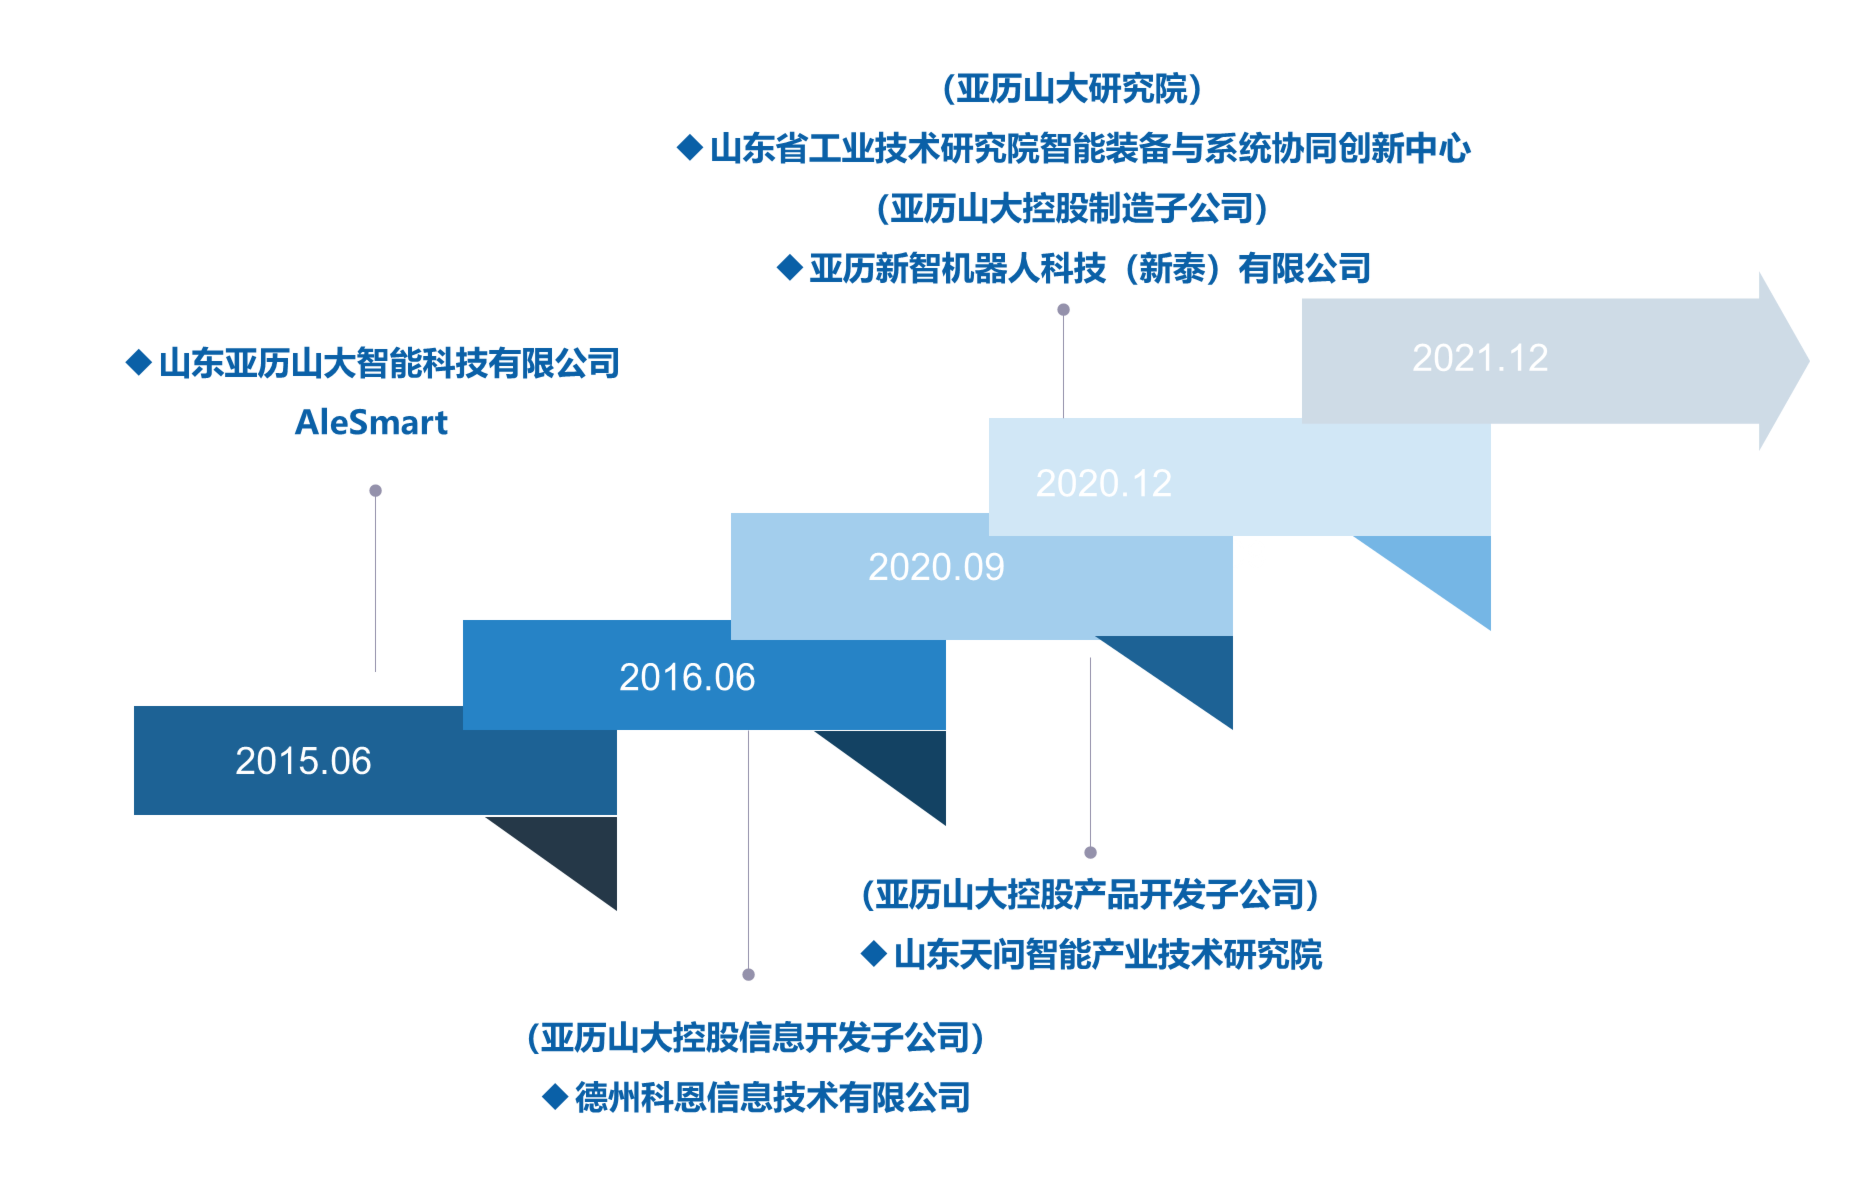 (亚历山大研究院)
◆山东省工业技术研究院智能装备与系统协同创新中心
(亚历山大控股制造子公司)
◆亚历新智机器人科技（新泰）有限公司
2021.12
◆山东亚历山大智能科技有限公司
AleSmart
2020.12
2020.09
2016.06
2015.06
(亚历山大控股产品开发子公司)
◆山东天问智能产业技术研究院
(亚历山大控股信息开发子公司)
◆德州科恩信息技术有限公司